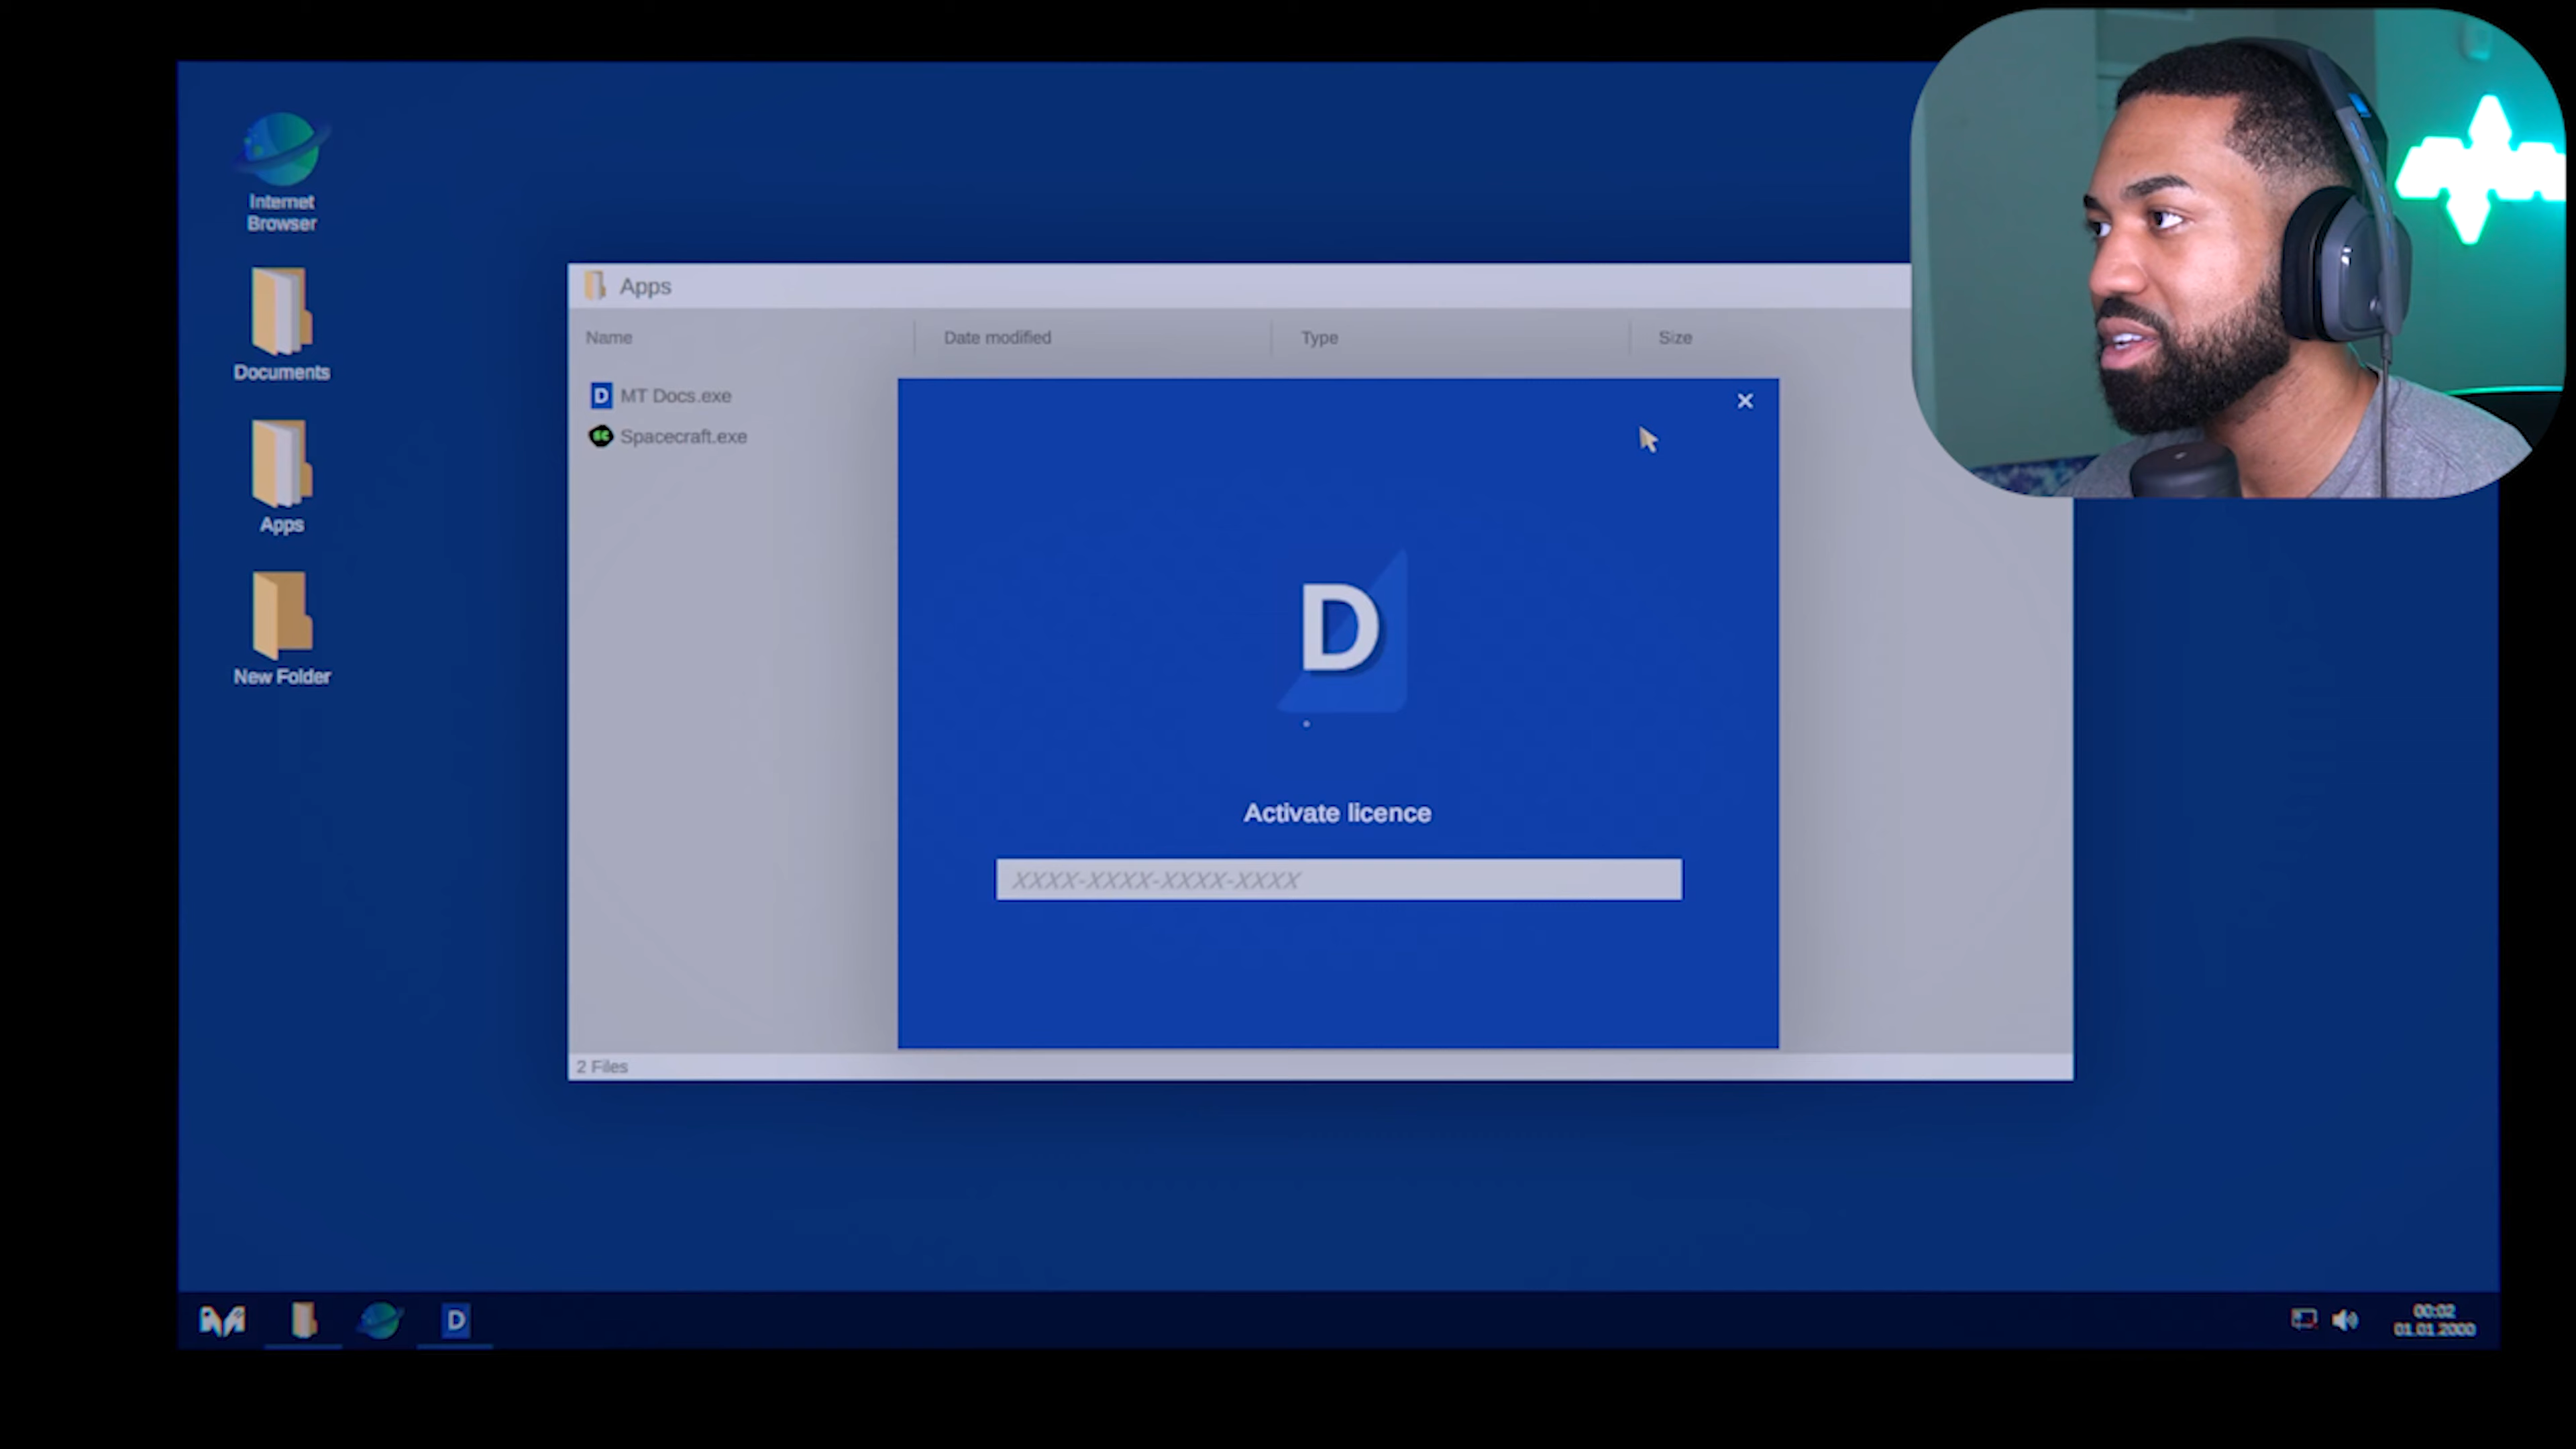 Internet
Browser
Documents
Apps
New Folder
Apps
Name
Date modified
Type
Size
MT Docs.exe
SC
Spacecraft.exe
D
Activate licence
XXXX-XXXX-XXXX-XXXX
2 Files
D
00:02
01.01.2000